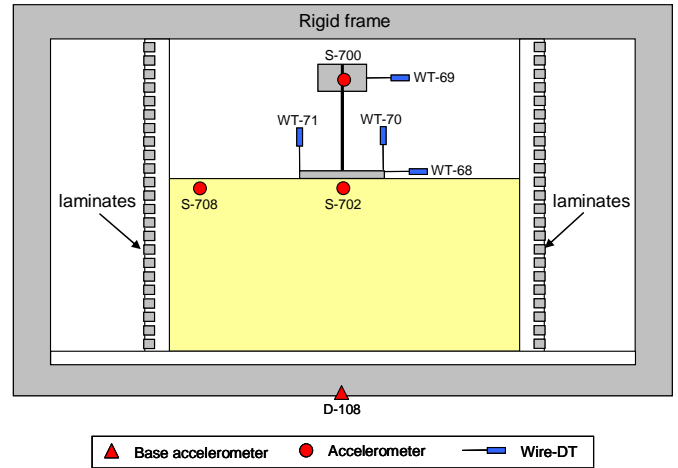 Rigid frame
S-700
WT-69
WT-71
WT-70
WT-68
S-708
S-702
laminates
laminates
D-108
Base accelerometer
Accelerometer
Wire-DT